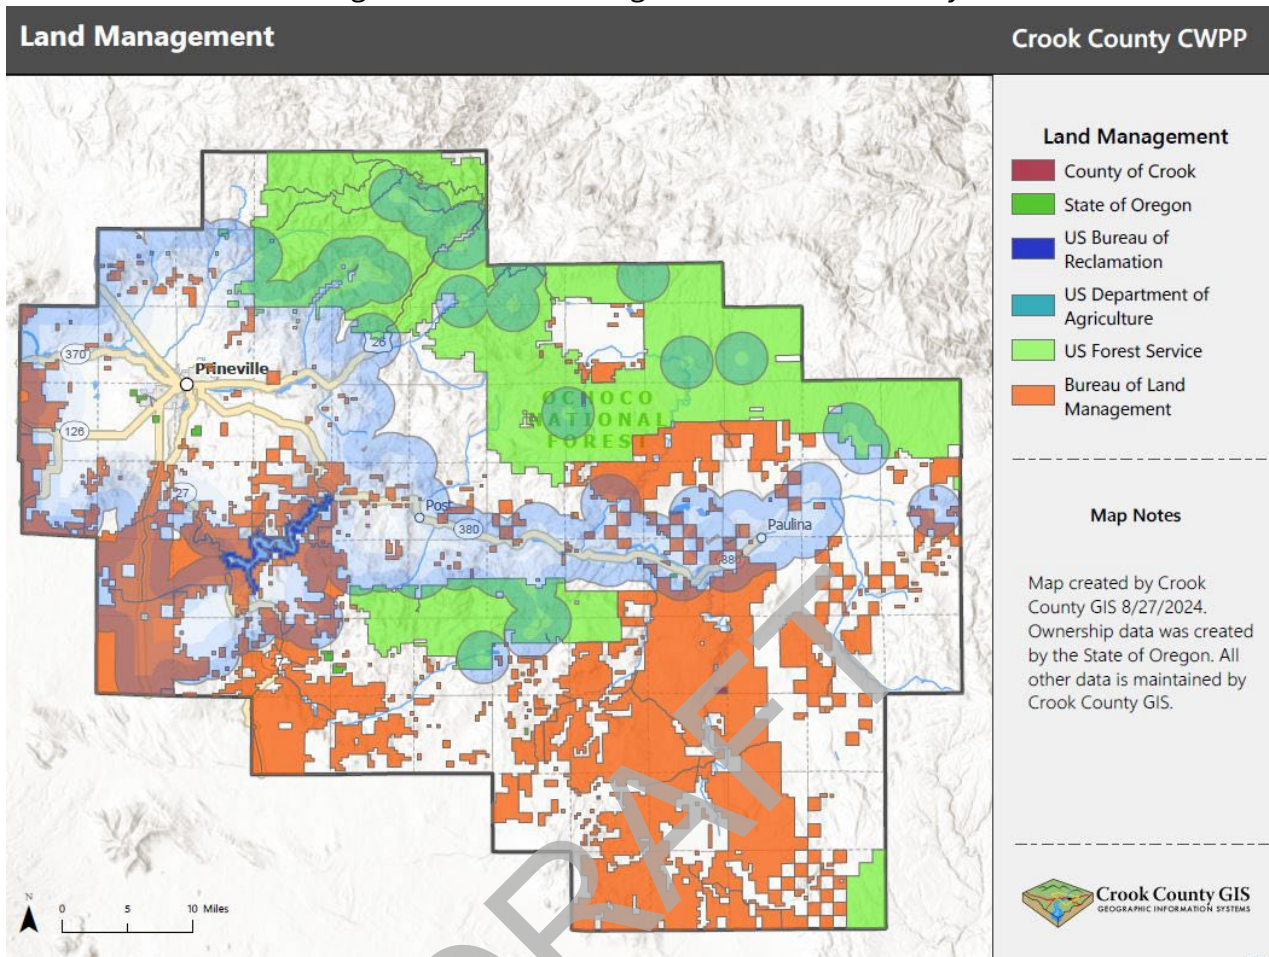 Land Management
Crook County CWPP
Land Management
County of Crook
State of Oregon
US Bureau of
Reclamation
US Department of
Agriculture
US Forest Service
Bureau of Land
Management
Map Notes
Map created by Crook
County GIS 8/27/2024.
Ownership data was created
by the State of Oregon. All
other data is maintained by
Crook County GIS.
Crook County GIS
GEOGRAPHIC INFORMATION SYSTEMS
370
26
Prineville
126
OCHOCO
NATIONAL
FOREST
27
Post
380
Paulina
380
DRAFT
N
0 5 10 Miles